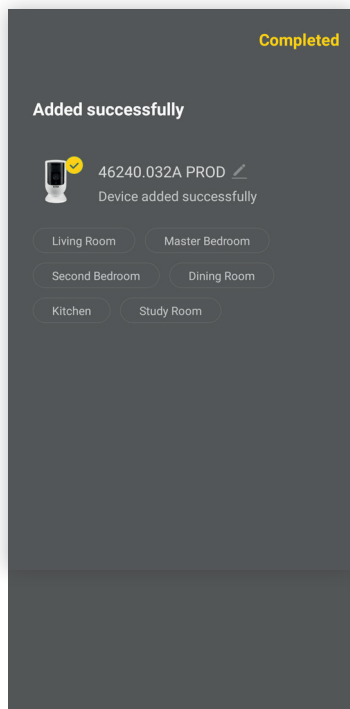 Completed
Added successfully
46240.032A PROD
Device added successfully
Living Room
Master Bedroom
Second Bedroom
Dining Room
Kitchen
Study Room